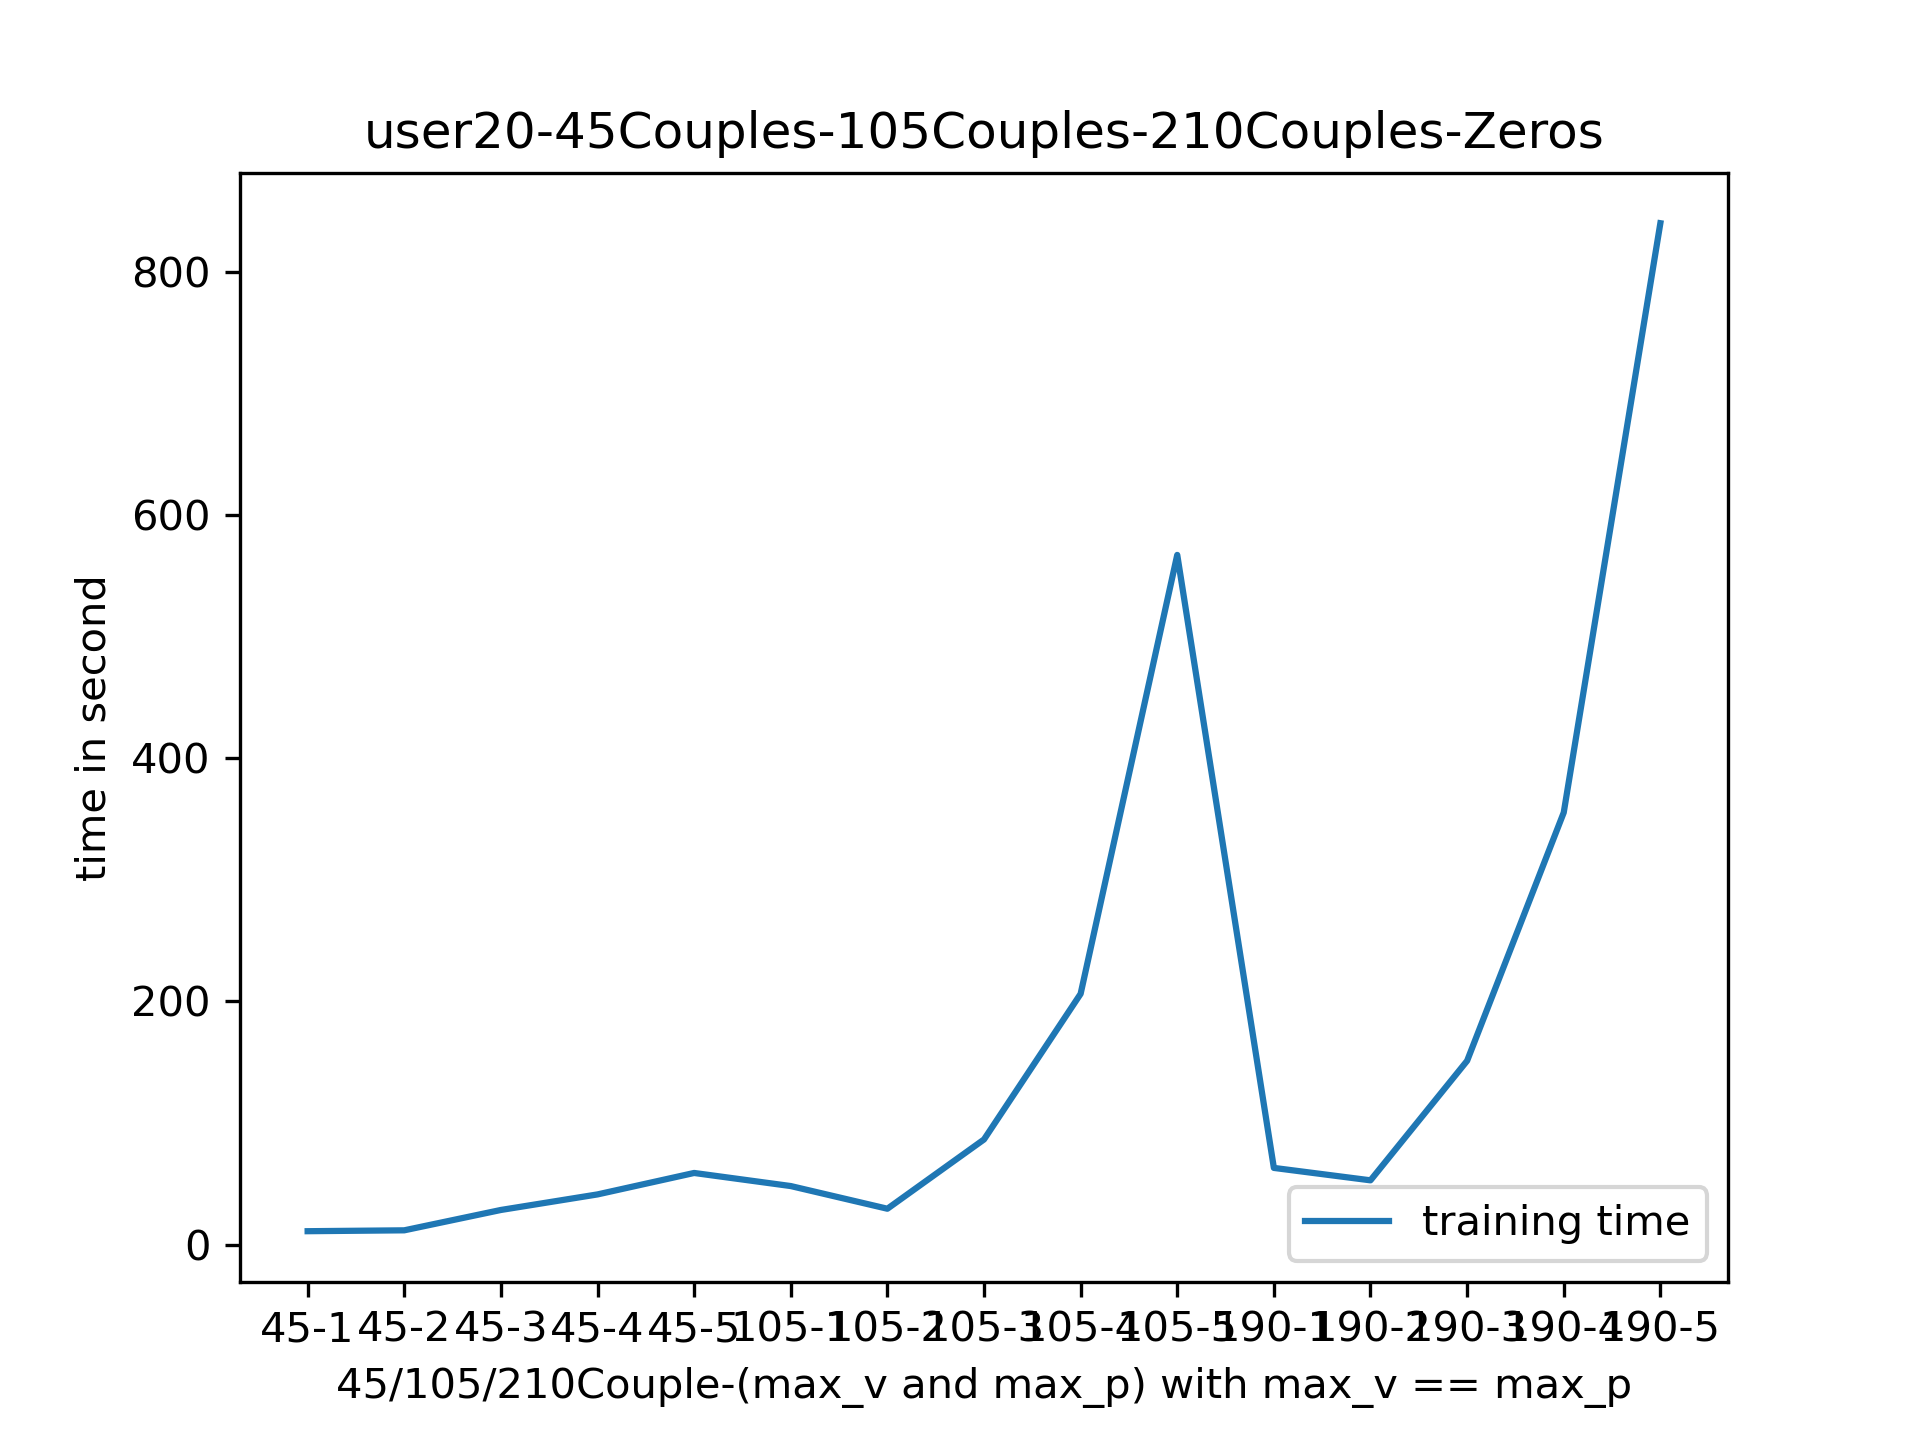 user20-45Couples-105Couples-210Couples-Zeros
800
600
400
200
0
time in second
training time
45-1 45-2 45-3 45-4 45-5 105-1 105-2 105-3 105-4 105-5 190-1 190-2 190-3 190-4 190-5
45/105/210Couple-(max_v and max_p) with max_v == max_p